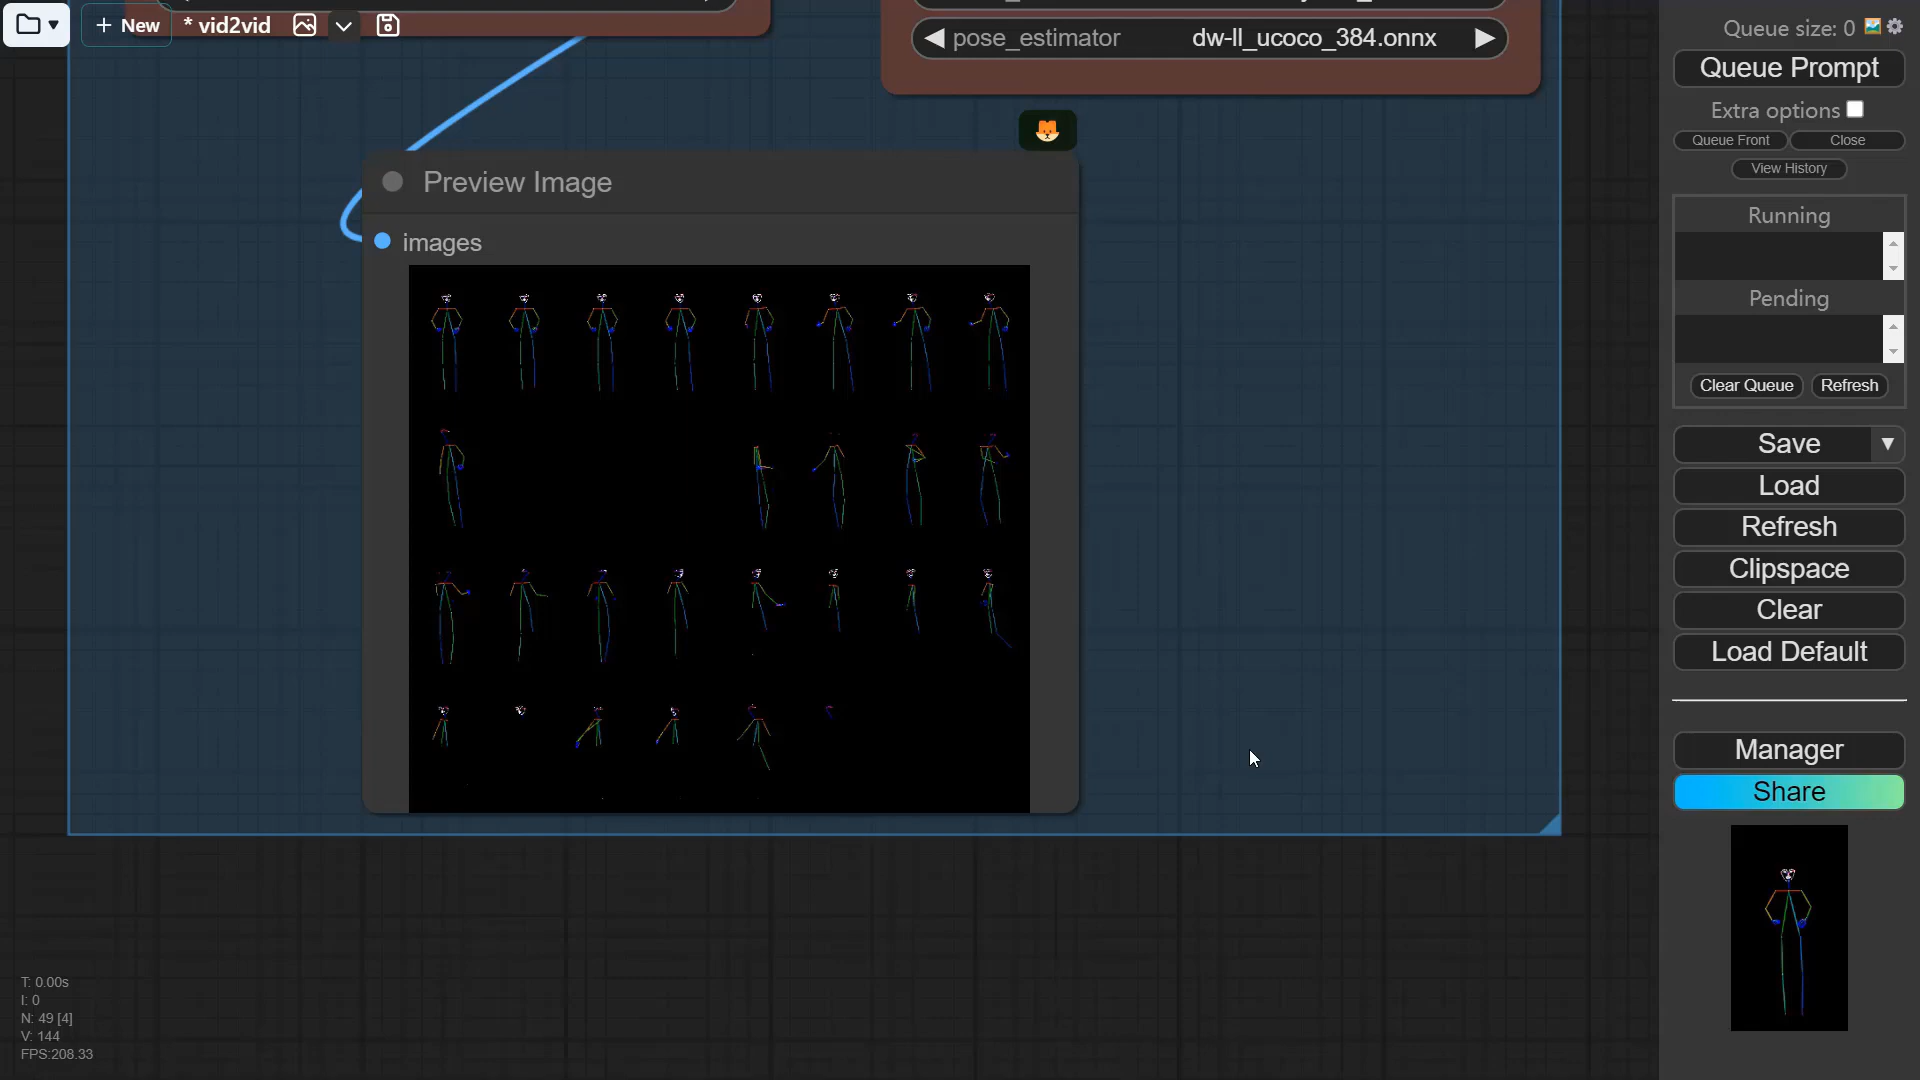 + New
* vid2vid
pose_estimator
dw-ll_ucoco_384.onnx
Preview Image
images
Queue size: 0
Queue Prompt
Extra options
Queue Front
Close
View History
Running
Pending
Clear Queue
Refresh
Save
Load
Refresh
Clipspace
Clear
Load Default
Manager
Share
T: 0.00s
I: 0
N: 49 [4]
V: 144
FPS:208.33